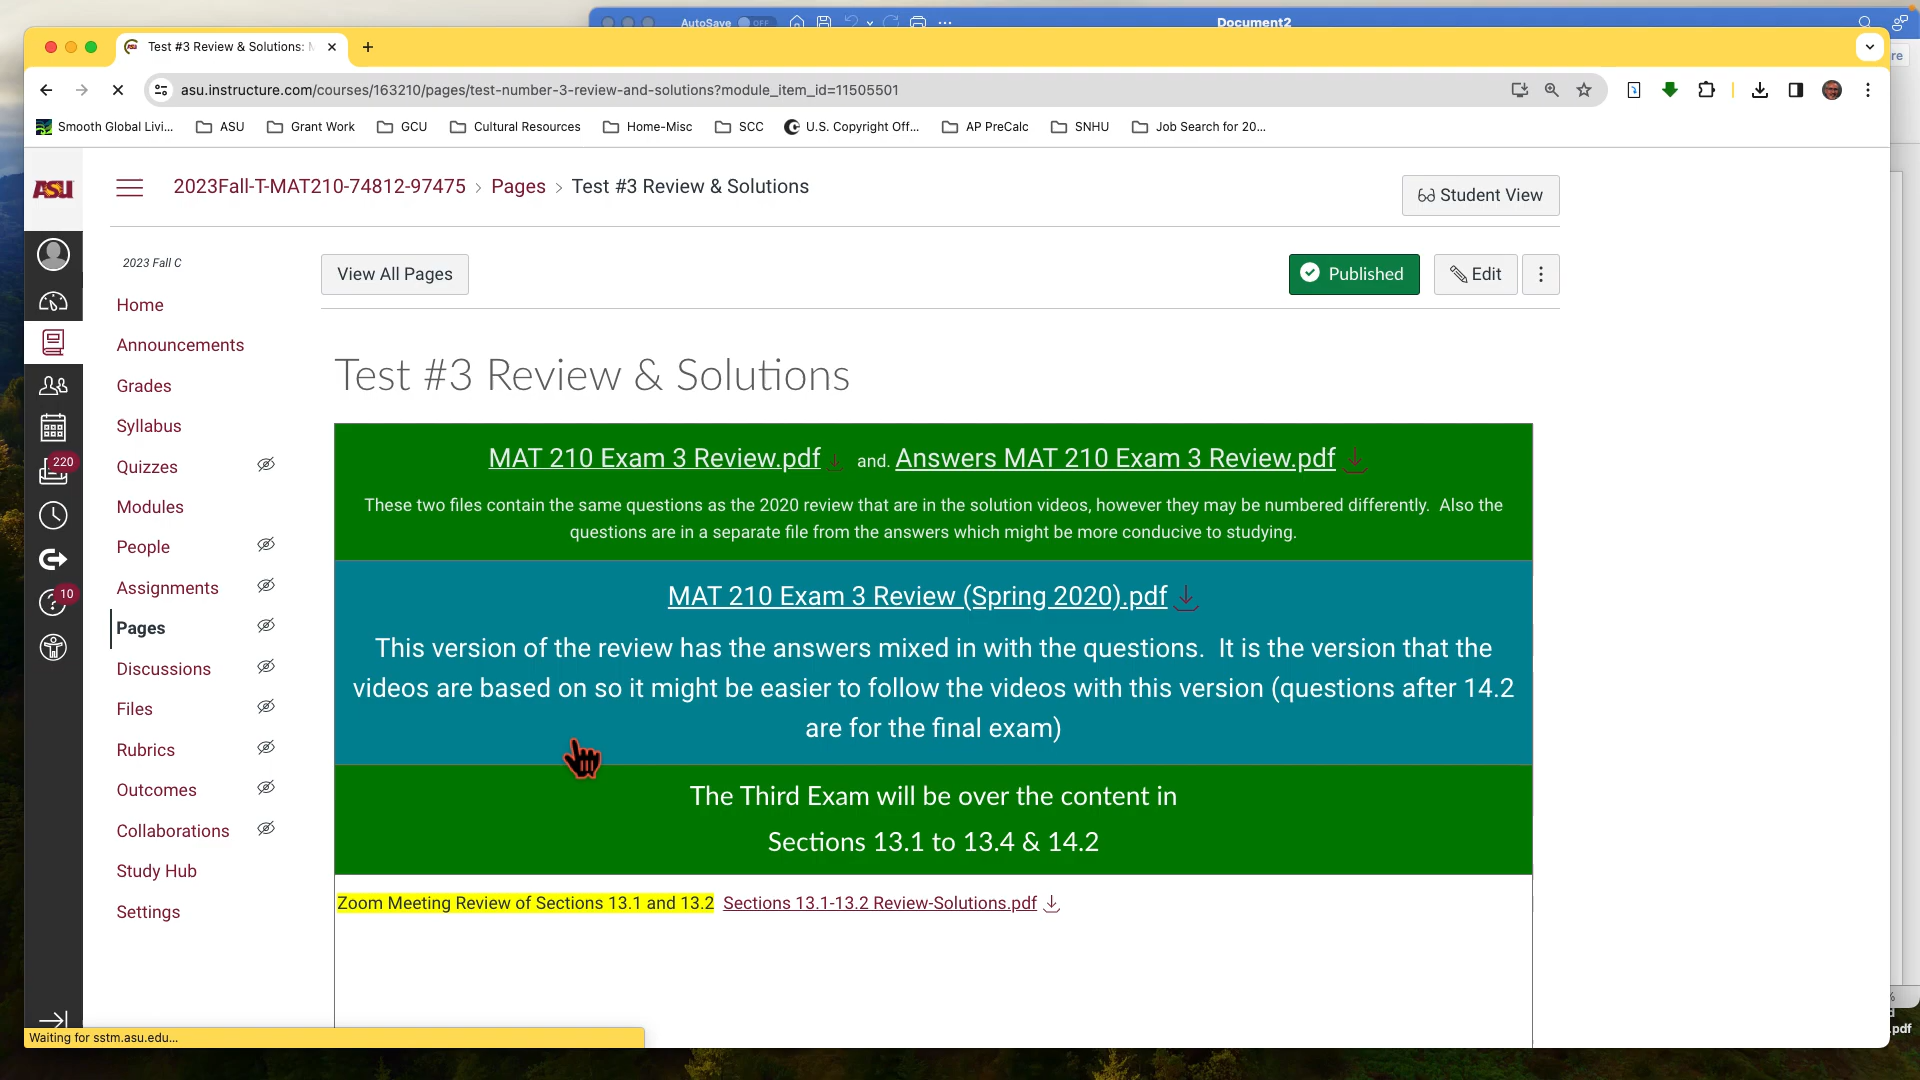 AutoSave OFF Document2
Test #3 Review & Solutions: M
re
asu.instructure.com/courses/163210/pages/test-number-3-review-and-solutions?module_item_id=11505501
Smooth Global Livi... ASU Grant Work GCU Cultural Resources Home-Misc SCC U.S. Copyright Off... AP PreCalc SNHU Job Search for 20...
ASU
2023Fall-T-MAT210-74812-97475 › Pages › Test #3 Review & Solutions
Student View
2023 Fall C
View All Pages
Published
Edit
Home
Announcements
Grades
Syllabus
Quizzes
Modules
People
Assignments
Pages
Discussions
Files
Rubrics
Outcomes
Collaborations
Study Hub
Settings
220
10
Test #3 Review & Solutions
MAT 210 Exam 3 Review.pdf and. Answers MAT 210 Exam 3 Review.pdf
These two files contain the same questions as the 2020 review that are in the solution videos, however they may be numbered differently. Also the
questions are in a separate file from the answers which might be more conducive to studying.
MAT 210 Exam 3 Review (Spring 2020).pdf
This version of the review has the answers mixed in with the questions. It is the version that the
videos are based on so it might be easier to follow the videos with this version (questions after 14.2
are for the final exam)
The Third Exam will be over the content in
Sections 13.1 to 13.4 & 14.2
Zoom Meeting Review of Sections 13.1 and 13.2 Sections 13.1-13.2 Review-Solutions.pdf
Waiting for sstm.asu.edu...
%
d
.pdf